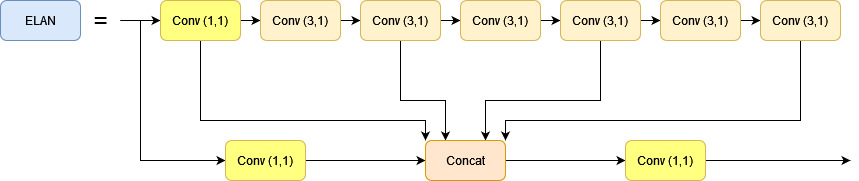 ELAN = Conv (1,1) Conv (3,1) Conv (3,1) Conv (3,1) Conv (3,1) Conv (3,1) Conv (3,1)
Conv (1,1) Concat Conv (1,1)